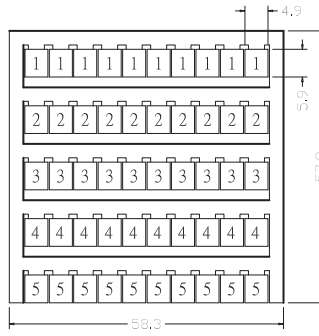 4.9
1 1 1 1 1 1 1 1 1 1
5.9
2 2 2 2 2 2 2 2 2 2
3 3 3 3 3 3 3 3 3 3
4 4 4 4 4 4 4 4 4 4
5 5 5 5 5 5 5 5 5 5
58.3